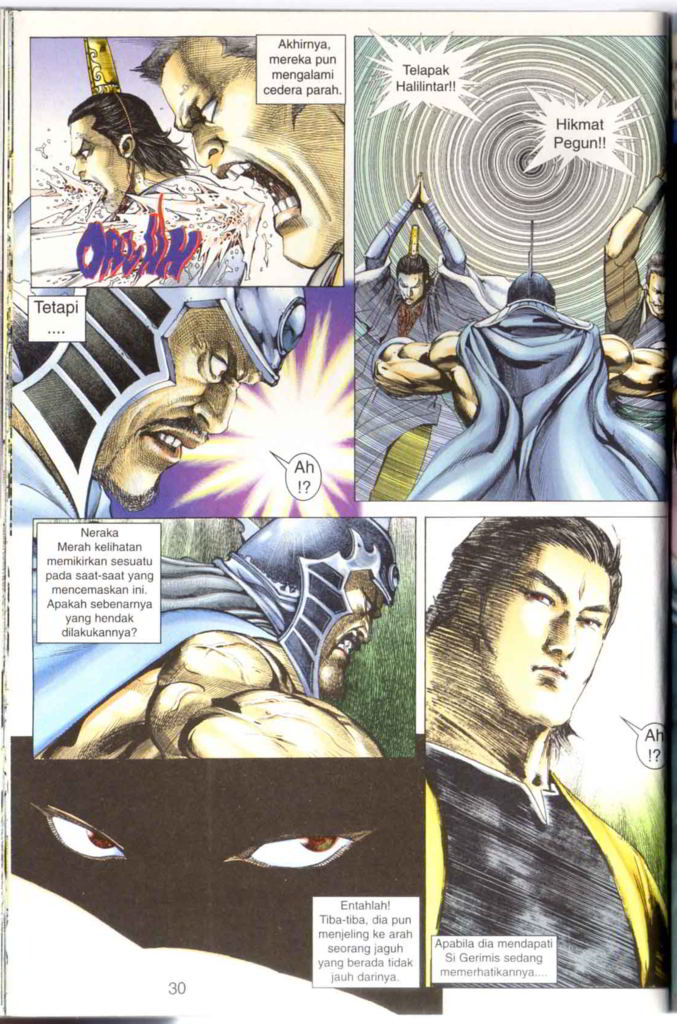 Akhirnya,
mereka pun
mengalami
cedera parah.
Telapak
Halilintar!!
Hikmat
Pegun!!
Tetapi
....
Ah
!?
Neraka
Merah kelihatan
memikirkan sesuatu
pada saat-saat yang
mencemaskan ini.
Apakah sebenarnya
yang hendak
dilakukannya?
Ah
!?
Entahlah!
Tiba-tiba, dia pun
menjeling ke arah
seorang jaguh
yang berada tidak
jauh darinya.
Apabila dia mendapati
Si Gerimis sedang
memerhatikannya....
30